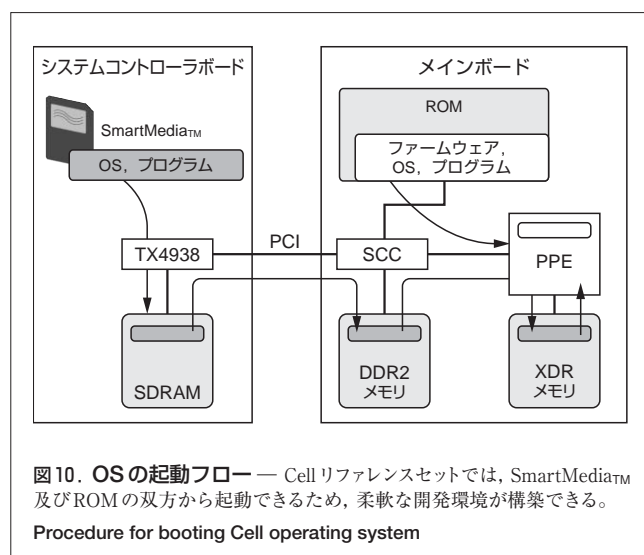 システムコントローラボード
SmartMedia™
OS，プログラム
TX4938
SDRAM
PCI
メインボード
ROM
ファームウェア，
OS，プログラム
SCC
PPE
DDR2
メモリ
XDR
メモリ
図10．OSの起動フロー — Cellリファレンスセットでは，SmartMedia™
及びROMの双方から起動できるため，柔軟な開発環境が構築できる。
Procedure for booting Cell operating system